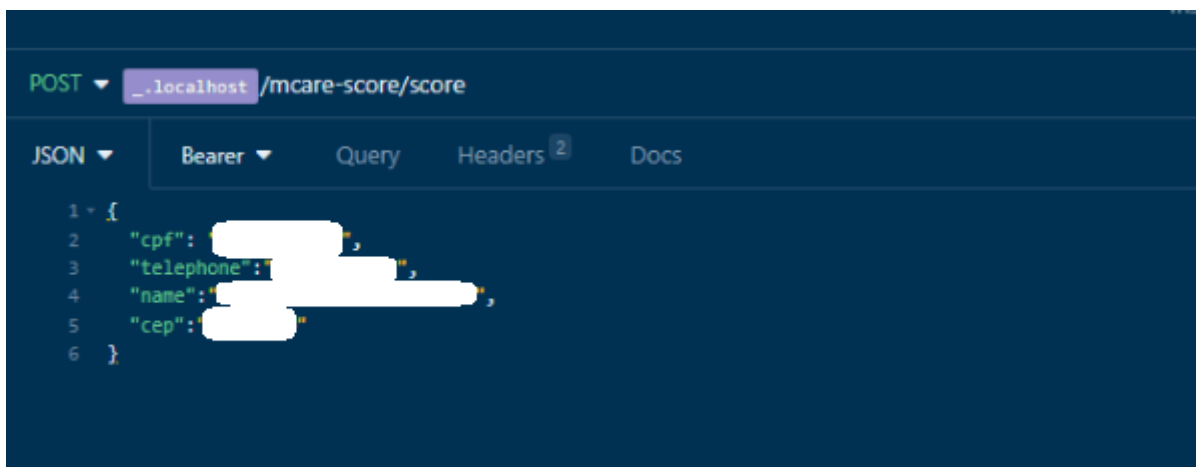 POST _.localhost /mcare-score/score
JSON Bearer Query Headers 2 Docs
1 {
2 "cpf": "",
3 "telephone":"",
4 "name":"",
5 "cep":""
6 }